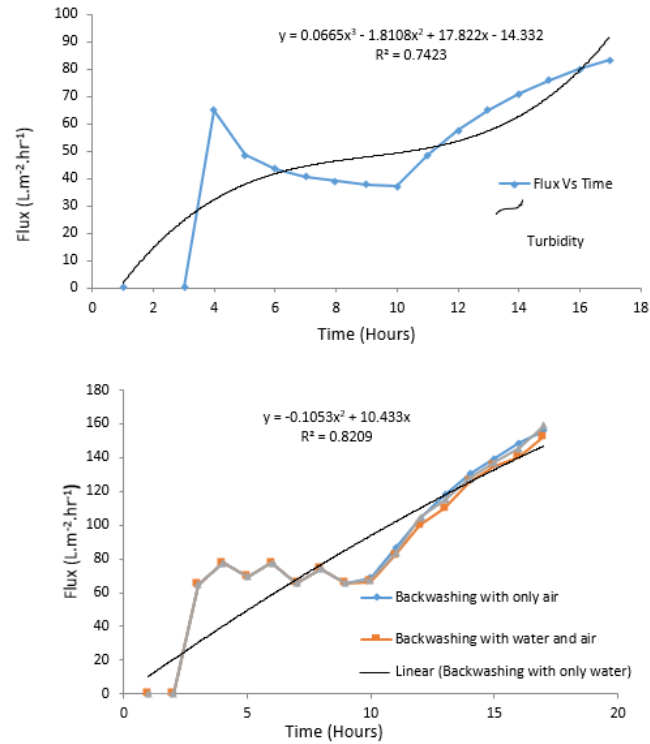 100
90
80
70
60
50
40
30
20
10
0
Flux (L.m⁻².hr⁻¹)
y = 0.0665x³ - 1.8108x² + 17.822x - 14.332
R² = 0.7423
Flux Vs Time
Turbidity
0 2 4 6 8 10 12 14 16 18
Time (Hours)
180
160
140
120
100
80
60
40
20
0
Flux (L.m⁻².hr⁻¹)
y = -0.1053x² + 10.433x
R² = 0.8209
Backwashing with only air
Backwashing with water and air
Linear (Backwashing with only water)
0 5 10 15 20
Time (Hours)